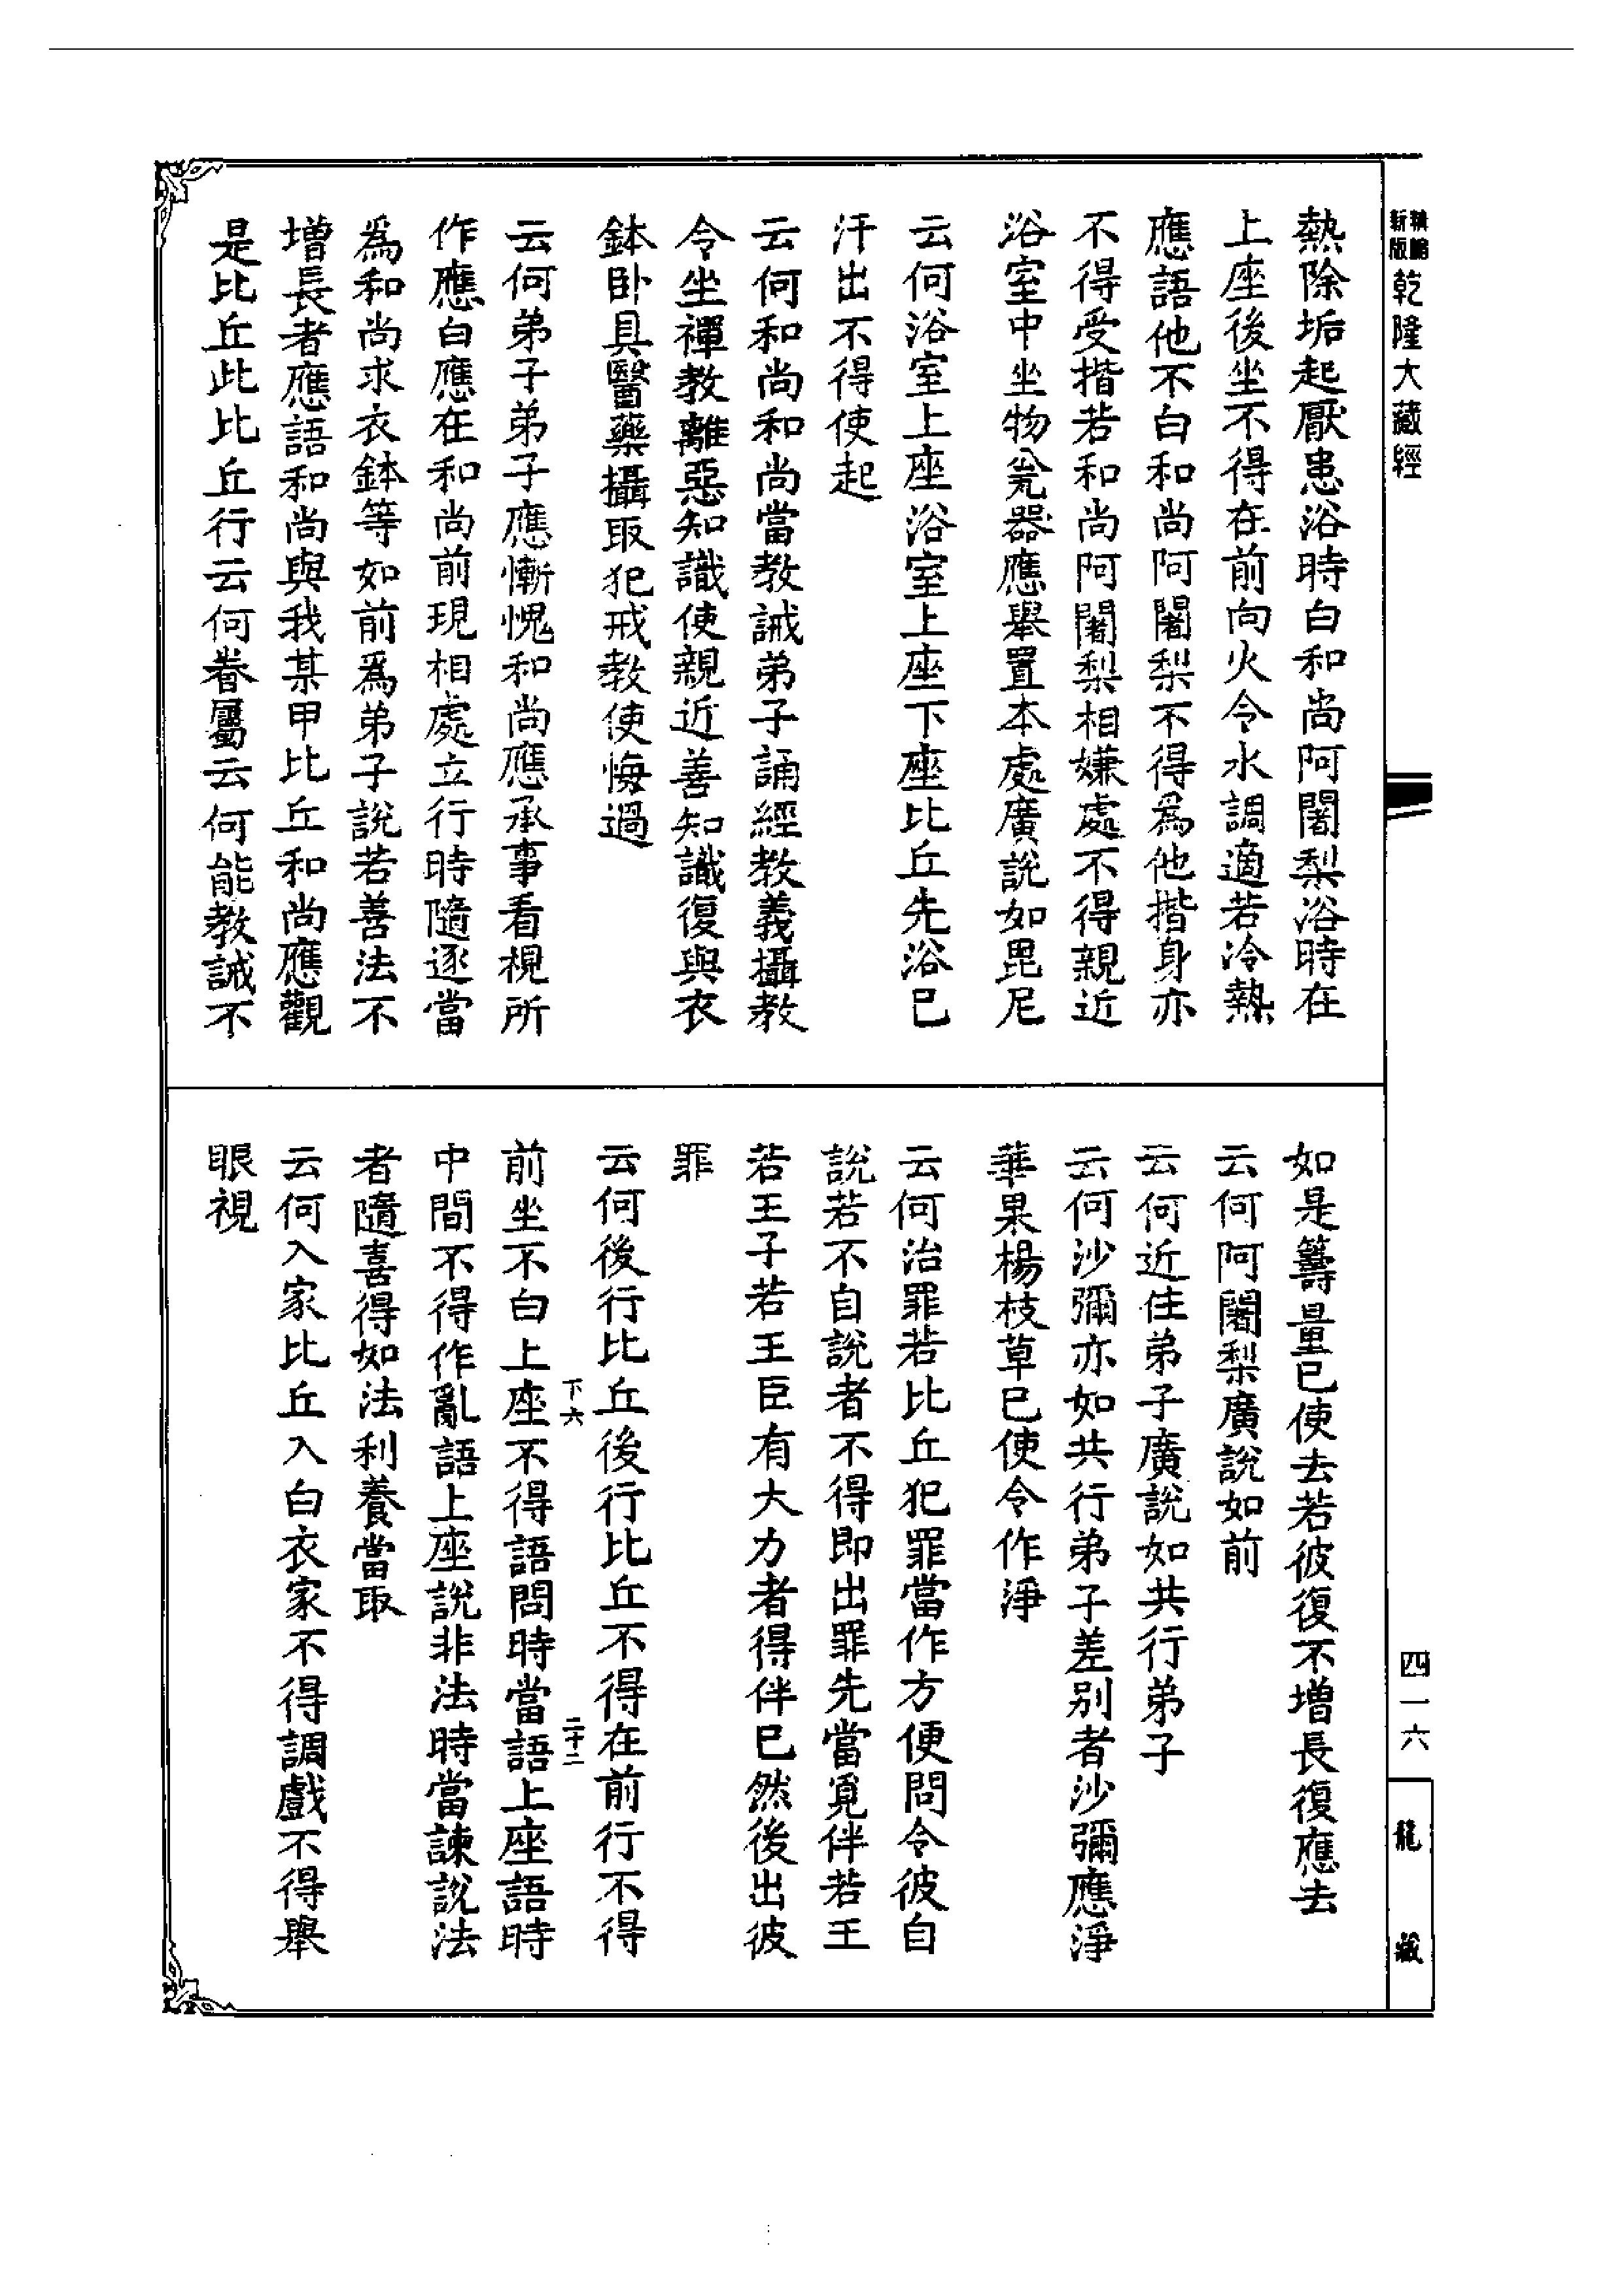 精縮新版乾隆大藏經
熱除垢起厭患浴時白和尚阿闍梨浴時在
上座後坐不得在前向火令水調適若冷熱
應語他不白和尚阿闍梨不得爲他揩身亦
不得受揩若和尚阿闍梨相嫌處不得親近
浴室中坐物瓮器應舉置本處廣說如毘尼
云何浴室上座浴室上座下座比丘先浴已
汗出不得使起
云何和尚和尚當教誡弟子誦經教義攝教
令坐禪教離惡知識使親近善知識復與衣
鉢卧具醫藥攝取犯戒教使悔過
云何弟子弟子應慚愧和尚應承事看視所
作應白應在和尚前現相處立行時隨逐當
爲和尚求衣鉢等如前爲弟子說若善法不
增長者應語和尚與我某甲比丘和尚應觀
是比丘此比丘行云何眷屬云何能教誡不
如是籌量已使去若彼復不增長復應去
云何阿闍梨廣說如前
云何近住弟子廣說如共行弟子
云何沙彌亦如共行弟子差別者沙彌應淨
華果楊枝草已使令作淨
云何治罪若比丘犯罪當作方便問令彼自
說若不自說者不得即出罪先當覓伴若王
若王子若王臣有大力者得伴已然後出彼
罪
云何後行比丘後行比丘不得在前行不得
下六
二十二
前坐不白上座不得語問時當語上座語時
中間不得作亂語上座說非法時當諫說法
者隨喜得如法利養當取
云何入家比丘入白衣家不得調戲不得舉
眼視
四一六
龍藏